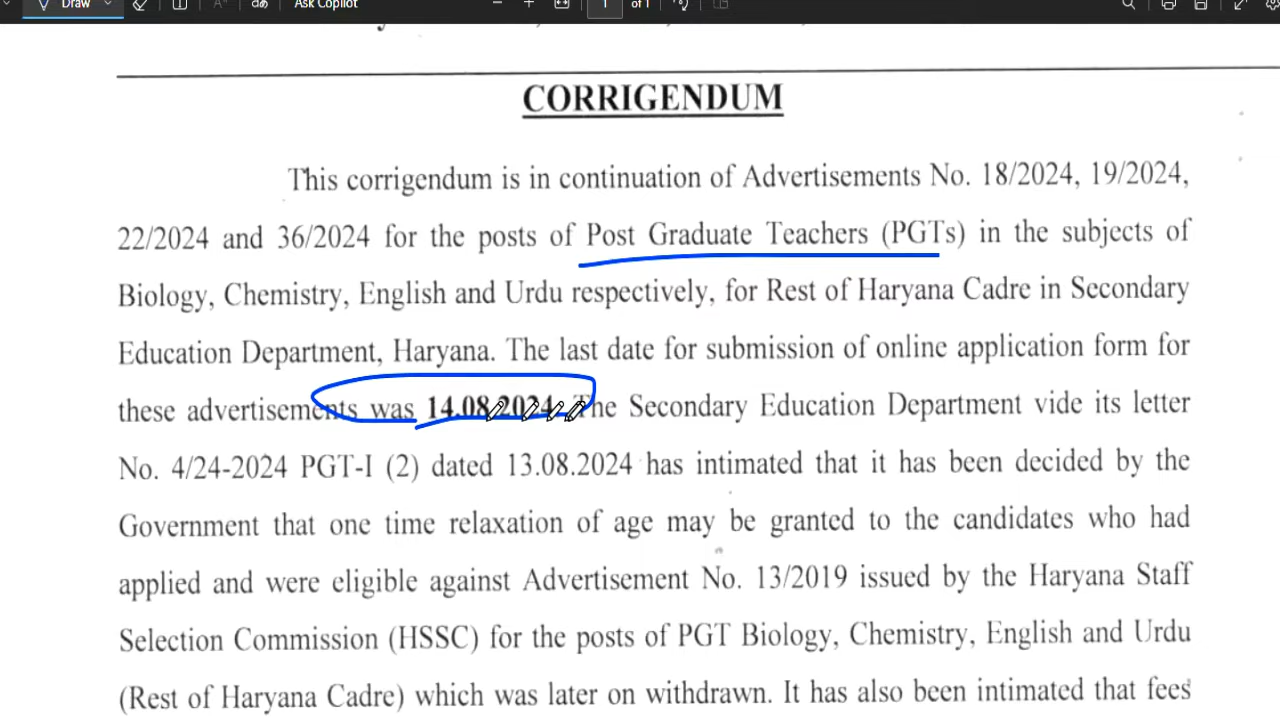 Draw
Ask Copilot
1 of 1
CORRIGENDUM
This corrigendum is in continuation of Advertisements No. 18/2024, 19/2024,
22/2024 and 36/2024 for the posts of Post Graduate Teachers (PGTs) in the subjects of
Biology, Chemistry, English and Urdu respectively, for Rest of Haryana Cadre in Secondary
Education Department, Haryana. The last date for submission of online application form for
these advertisements was 14.08.2024. The Secondary Education Department vide its letter
No. 4/24-2024 PGT-I (2) dated 13.08.2024 has intimated that it has been decided by the
Government that one time relaxation of age may be granted to the candidates who had
applied and were eligible against Advertisement No. 13/2019 issued by the Haryana Staff
Selection Commission (HSSC) for the posts of PGT Biology, Chemistry, English and Urdu
(Rest of Haryana Cadre) which was later on withdrawn. It has also been intimated that fees